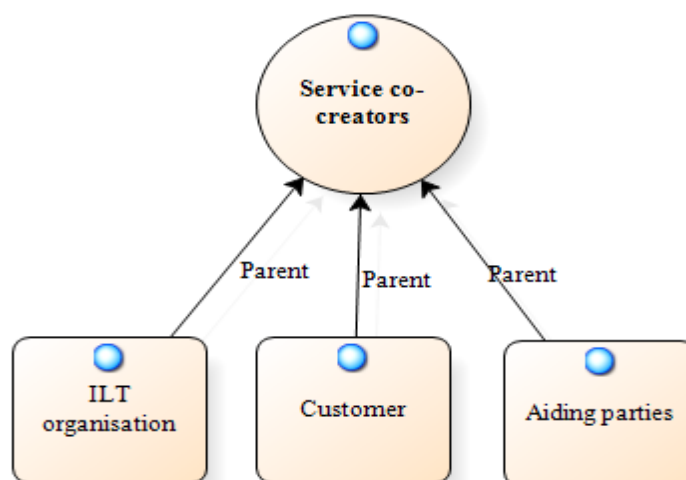 Service co-
creators
Parent
Parent
Parent
ILT
organisation
Customer
Aiding parties